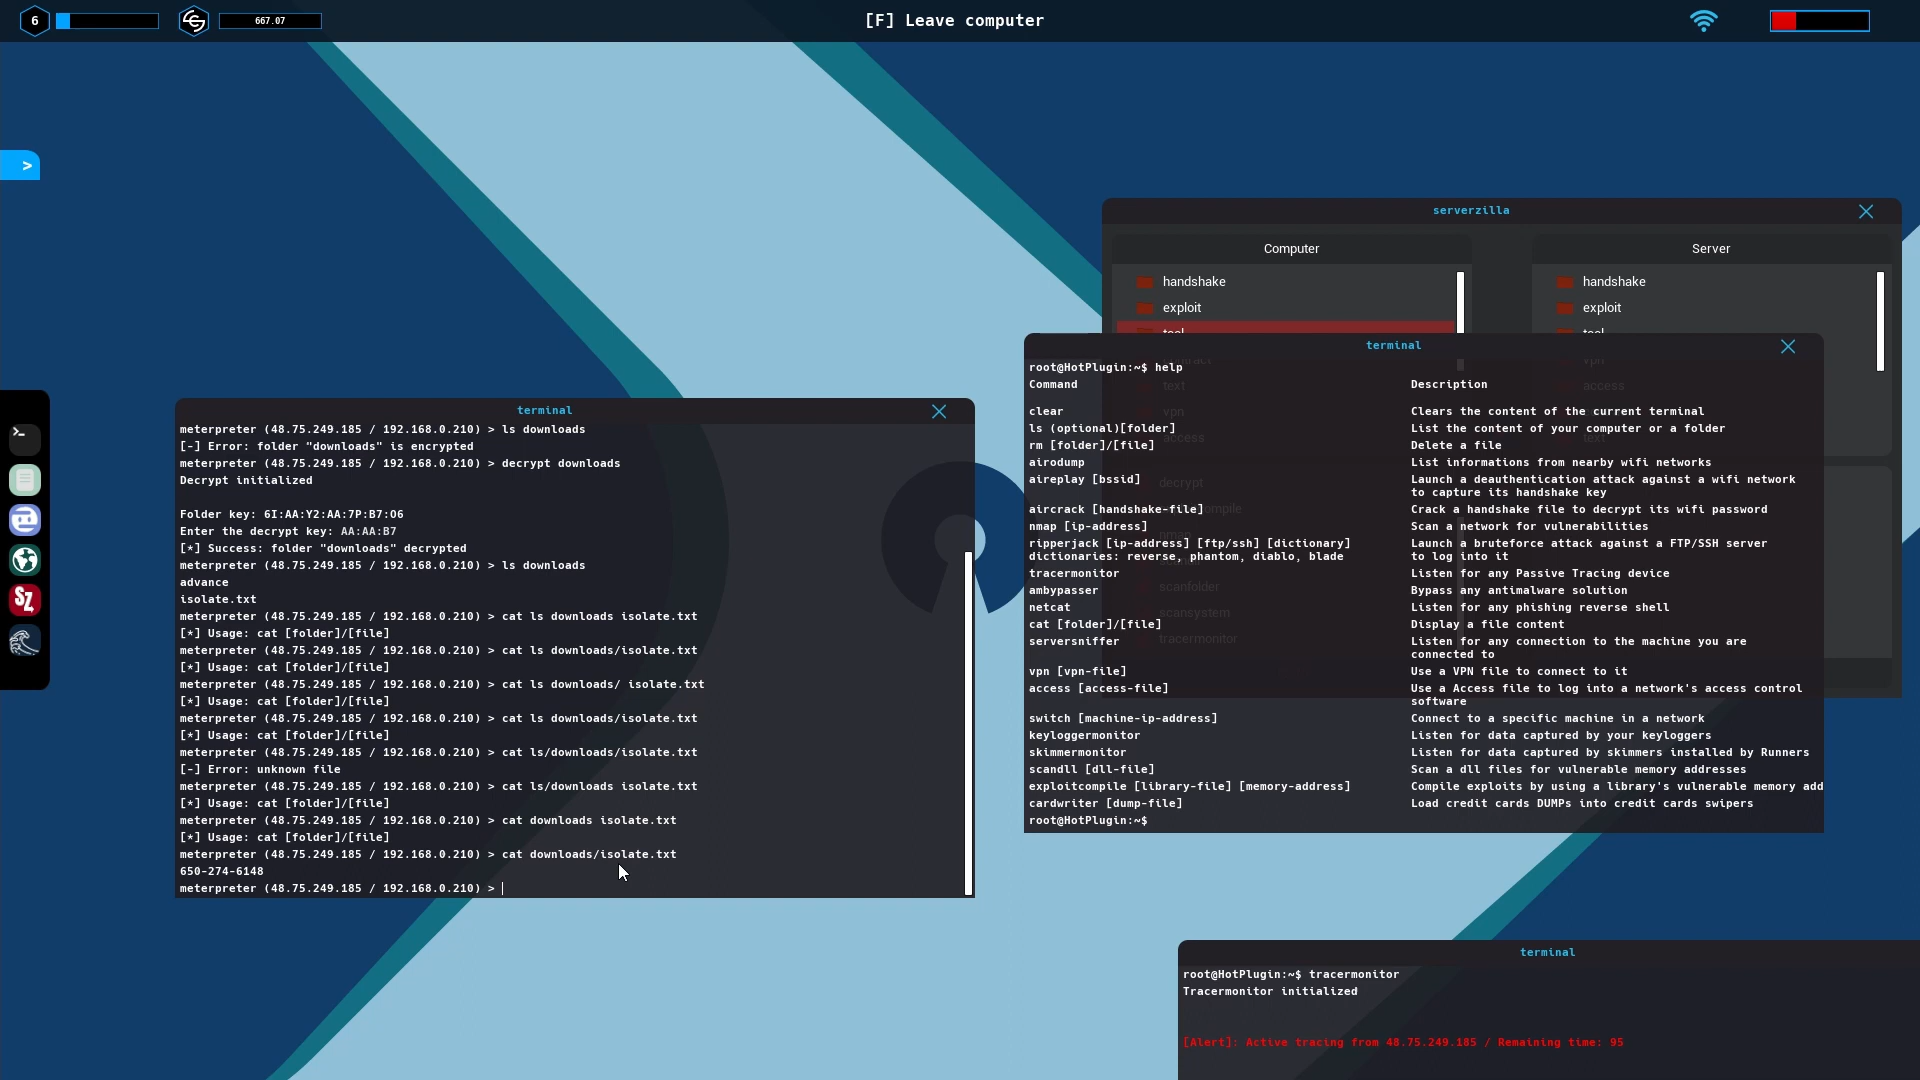 6
667.07
[F] Leave computer
>
serverzilla
Computer
Server
handshake
exploit
tool
contract
text
vpn
access
decrypt
scanfolder
scansystem
tracermonitor
handshake
exploit
tool
vpn
access
text
terminal
root@HotPlugin:~$ help
Command Description
clear Clears the content of the current terminal
ls (optional)[folder] List the content of your computer or a folder
rm [folder]/[file] Delete a file
airodump List informations from nearby wifi networks
aireplay [bssid] Launch a deauthentication attack against a wifi network
to capture its handshake key
aircrack [handshake-file] Crack a handshake file to decrypt its wifi password
nmap [ip-address] Scan a network for vulnerabilities
ripperjack [ip-address] [ftp/ssh] [dictionary] Launch a bruteforce attack against a FTP/SSH server
dictionaries: reverse, phantom, diablo, blade to log into it
tracermonitor Listen for any Passive Tracing device
ambypasser Bypass any antimalware solution
netcat Listen for any phishing reverse shell
cat [folder]/[file] Display a file content
serversniffer Listen for any connection to the machine you are
connected to
vpn [vpn-file] Use a VPN file to connect to it
access [access-file] Use a Access file to log into a network's access control
software
switch [machine-ip-address] Connect to a specific machine in a network
keyloggermonitor Listen for data captured by your keyloggers
skimmermonitor Listen for data captured by skimmers installed by Runners
scandll [dll-file] Scan a dll files for vulnerable memory addresses
exploitcompile [library-file] [memory-address] Compile exploits by using a library's vulnerable memory add
cardwriter [dump-file] Load credit cards DUMPs into credit cards swipers
root@HotPlugin:~$
terminal
meterpreter (48.75.249.185 / 192.168.0.210) > ls downloads
[-] Error: folder "downloads" is encrypted
meterpreter (48.75.249.185 / 192.168.0.210) > decrypt downloads
Decrypt initialized
Folder key: 6I:AA:Y2:AA:7P:B7:O6
Enter the decrypt key: AA:AA:B7
[*] Success: folder "downloads" decrypted
meterpreter (48.75.249.185 / 192.168.0.210) > ls downloads
advance
isolate.txt
meterpreter (48.75.249.185 / 192.168.0.210) > cat ls downloads isolate.txt
[*] Usage: cat [folder]/[file]
meterpreter (48.75.249.185 / 192.168.0.210) > cat ls downloads/isolate.txt
[*] Usage: cat [folder]/[file]
meterpreter (48.75.249.185 / 192.168.0.210) > cat ls downloads/ isolate.txt
[*] Usage: cat [folder]/[file]
meterpreter (48.75.249.185 / 192.168.0.210) > cat ls downloads/isolate.txt
[*] Usage: cat [folder]/[file]
meterpreter (48.75.249.185 / 192.168.0.210) > cat ls/downloads/isolate.txt
[-] Error: unknown file
meterpreter (48.75.249.185 / 192.168.0.210) > cat ls/downloads isolate.txt
[*] Usage: cat [folder]/[file]
meterpreter (48.75.249.185 / 192.168.0.210) > cat downloads isolate.txt
[*] Usage: cat [folder]/[file]
meterpreter (48.75.249.185 / 192.168.0.210) > cat downloads/isolate.txt
650-274-6148
meterpreter (48.75.249.185 / 192.168.0.210) >
SZ
terminal
root@HotPlugin:~$ tracermonitor
Tracermonitor initialized
[Alert]: Active tracing from 48.75.249.185 / Remaining time: 95